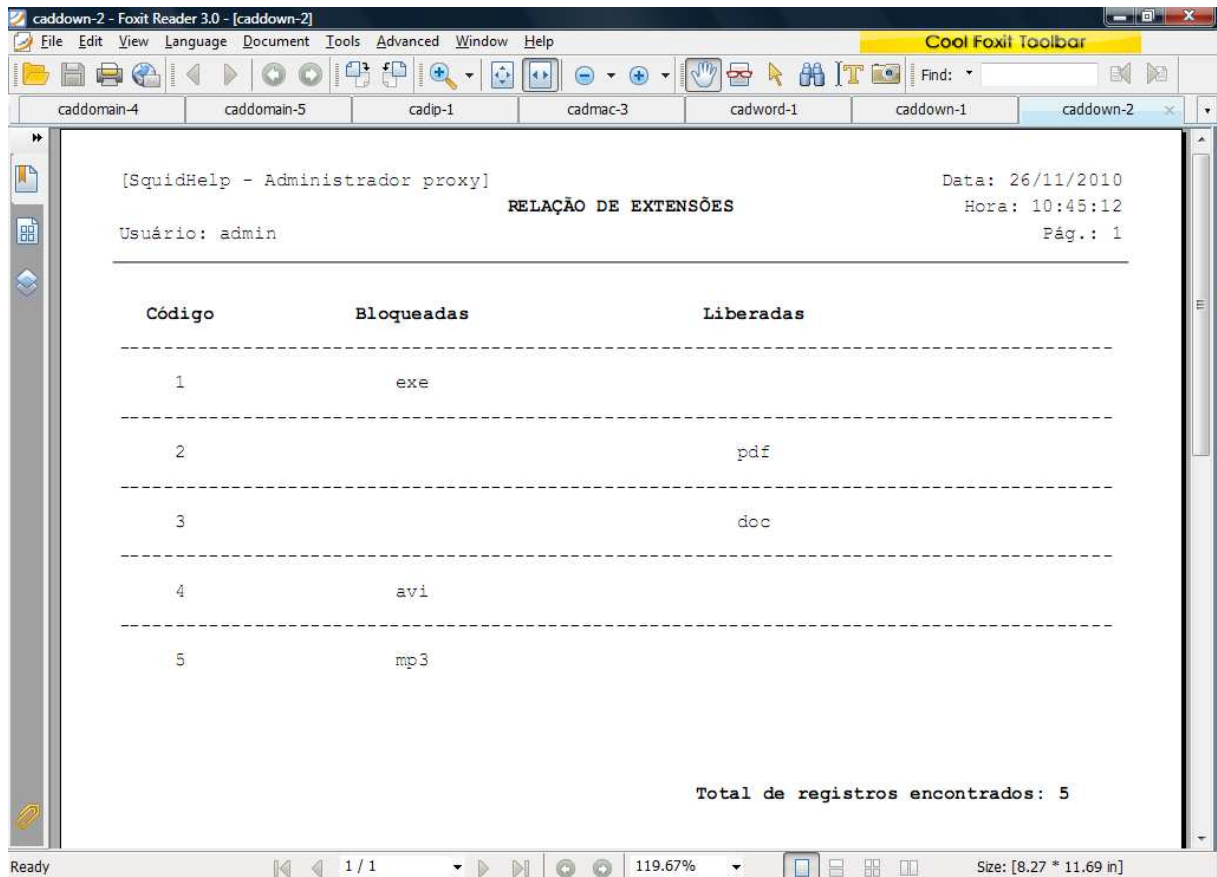 caddown-2 - Foxit Reader 3.0 - [caddown-2]
File Edit View Language Document Tools Advanced Window Help Cool Foxit Toolbar
Find:
caddomain-4 caddomain-5 cadip-1 cadmac-3 cadword-1 caddown-1 caddown-2
[SquidHelp - Administrador proxy] Data: 26/11/2010
RELAÇÃO DE EXTENSÕES Hora: 10:45:12
Usuário: admin Pág.: 1
Código Bloqueadas Liberadas
1 exe
2 pdf
3 doc
4 avi
5 mp3
Total de registros encontrados: 5
Ready 1 / 1 119.67% Size: [8.27 * 11.69 in]